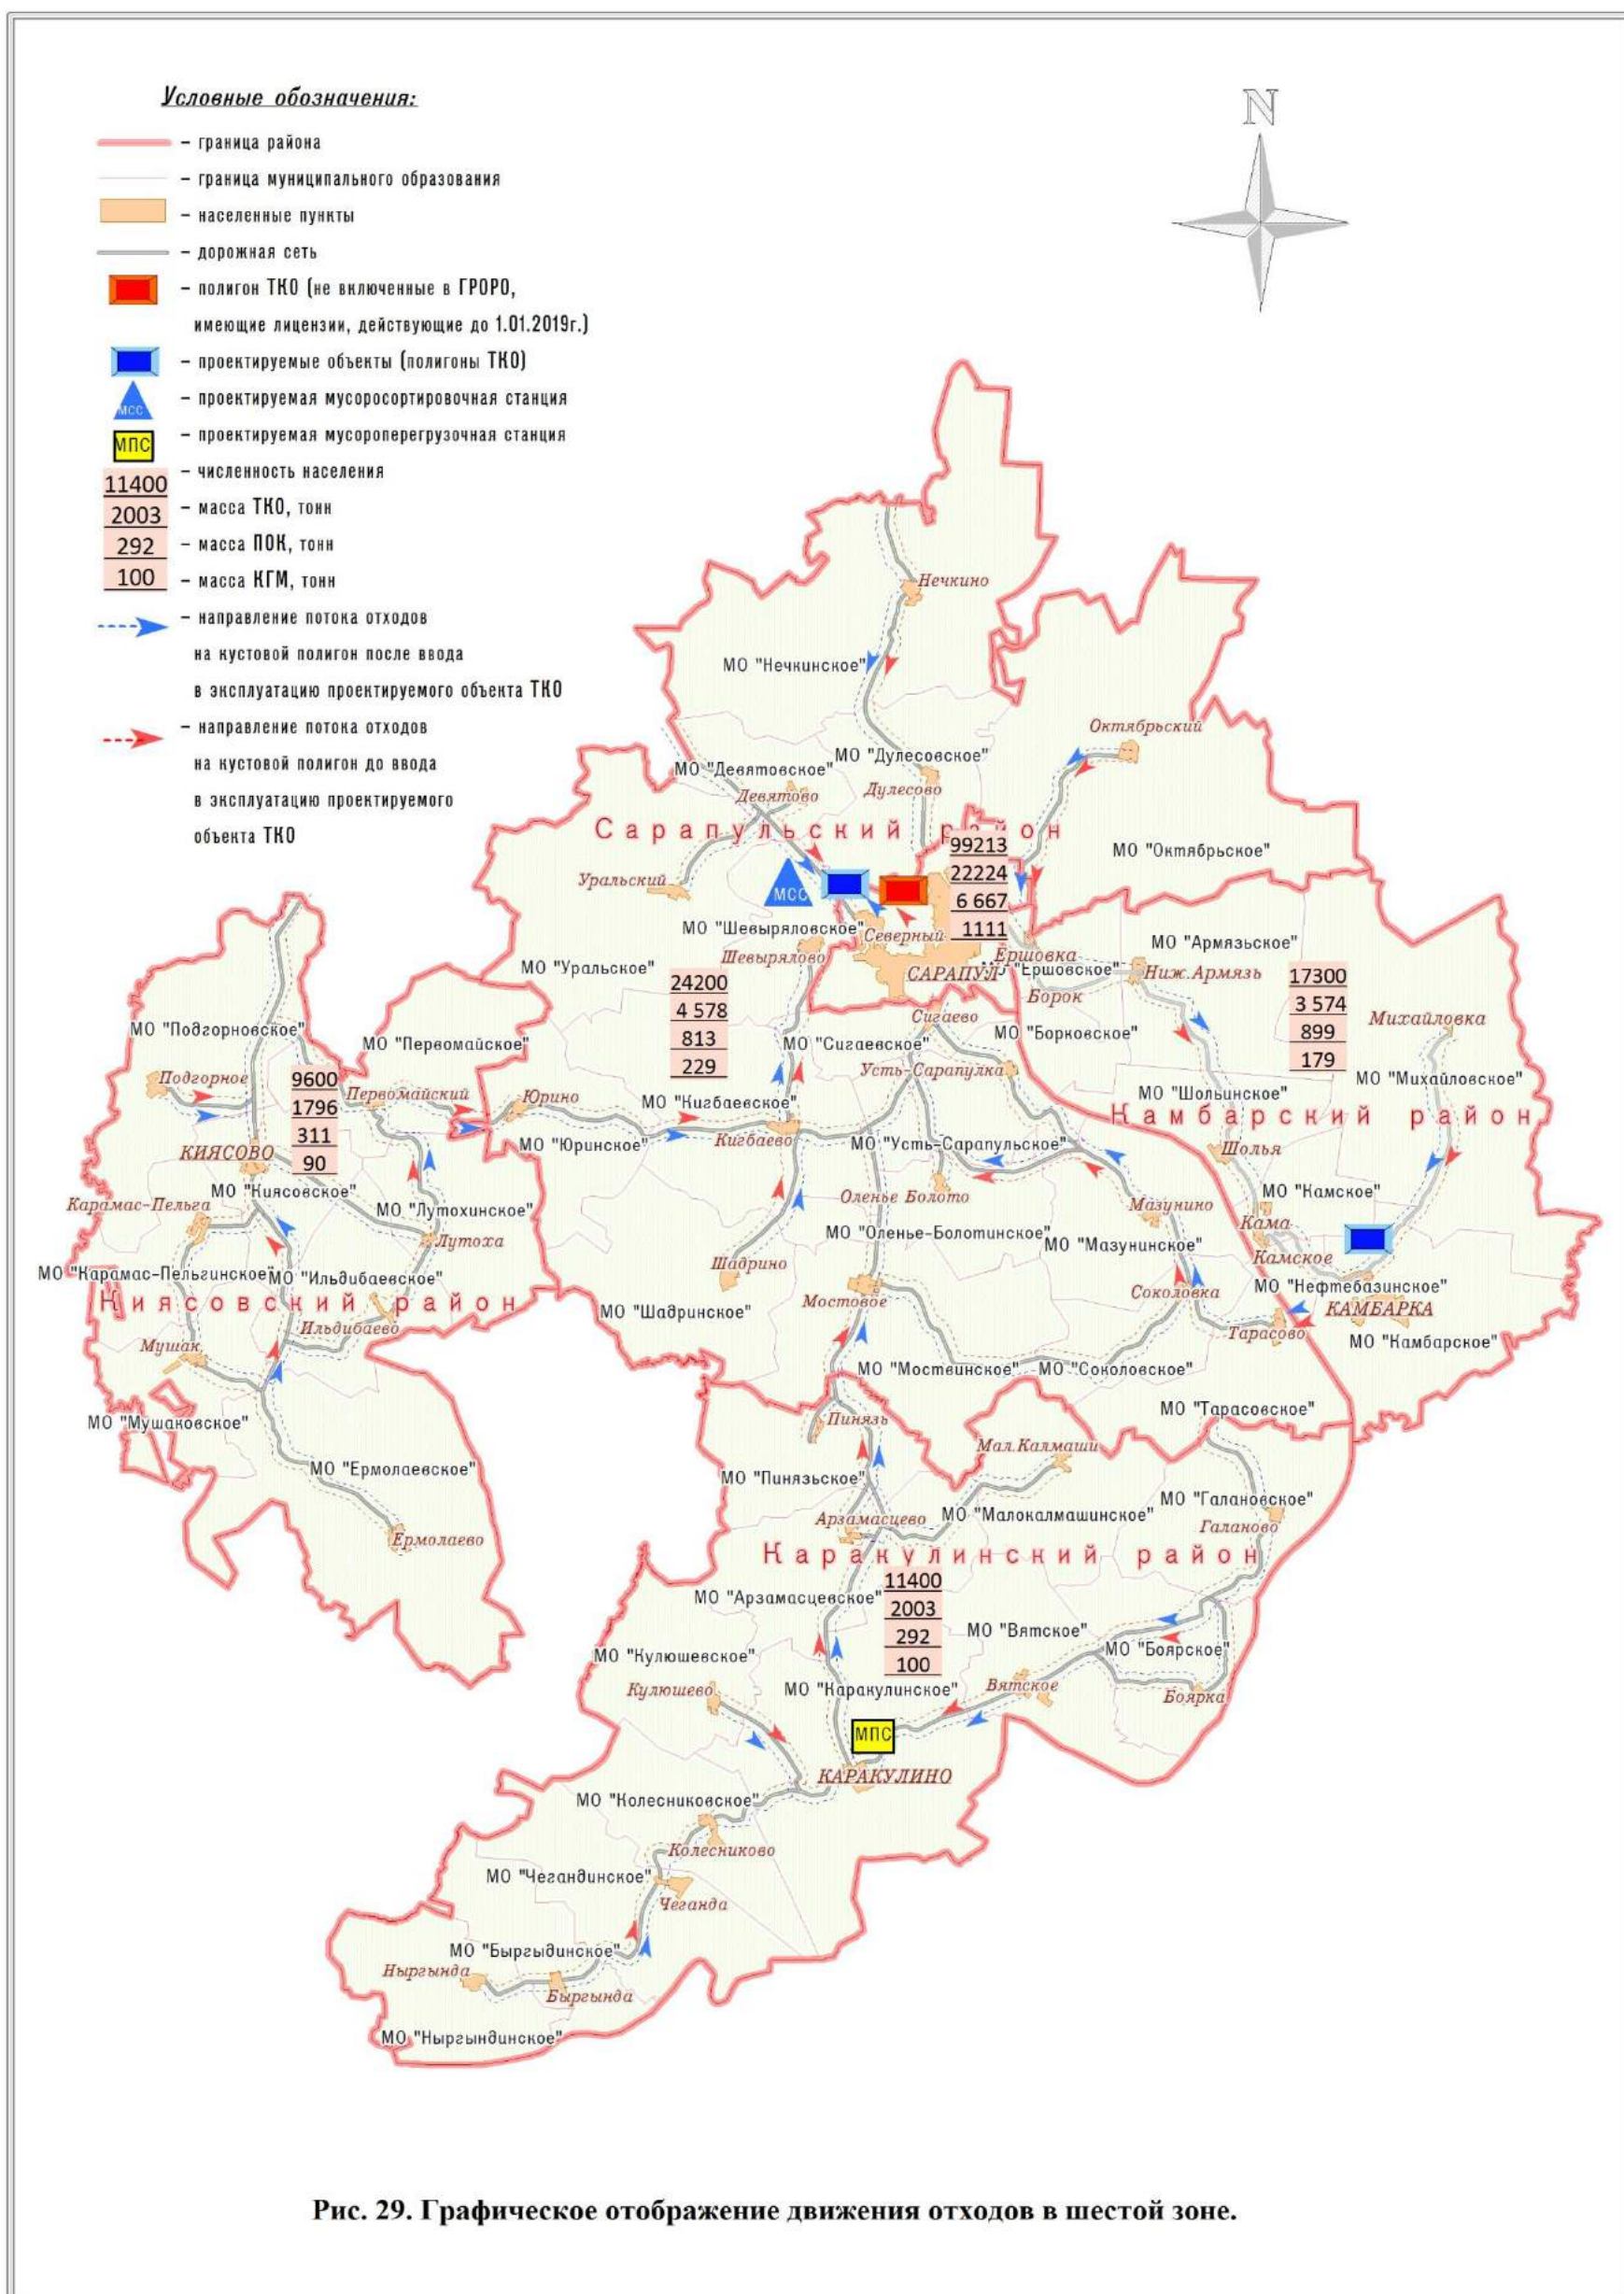 Условные обозначения:
N
– граница района
– граница муниципального образования
– населенные пункты
– дорожная сеть
– полигон ТКО (не включенные в ГРОРО,
имеющие лицензии, действующие до 1.01.2019г.)
– проектируемые объекты (полигоны ТКО)
МСС – проектируемая мусоросортировочная станция
МПС – проектируемая мусороперегрузочная станция
– численность населения
11400
– масса ТКО, тонн
2003
– масса ПОК, тонн
292
– масса КГМ, тонн
100
– направление потока отходов
на кустовой полигон после ввода
в эксплуатацию проектируемого объекта ТКО
– направление потока отходов
на кустовой полигон до ввода
в эксплуатацию проектируемого
объекта ТКО
Нечкино
МО "Нечкинское"
Октябрьский
МО "Дулесовское"
МО "Девятовское"
Дулесово
Девятово
Сарапульский район
99213
22224
6 667
1111
МО "Октябрьское"
Уральский
МСС
МО "Шевыряловское"
Северный
Шевырялово
Ершовка
МО "Армязьское"
МО "Уральское"
САРАПУЛ
МО "Ершовское"
Ниж.Армязь
24200
4 578
813
229
17300
3 574
899
179
Борок
Михайловка
Сигаево
МО "Подгорновское"
МО "Первомайское"
МО "Сигаевское"
МО "Борковское"
Усть-Сарапулка
Подгорное
9600
1796
311
90
Первомайский
Юрино
МО "Кигбаевское"
МО "Шольинское"
МО "Михайловское"
Камбарский район
МО "Юринское"
Кигбаево
МО "Усть-Сарапульское"
КИЯСОВО
Шолья
МО "Киясовское"
Оленье Болото
МО "Камское"
Карамас-Пельга
МО "Лутохинское"
Мазунино
Кама
Лутоха
МО "Оленье-Болотинское"
МО "Мазунинское"
Камское
МО "Карамас-Пельгинское"
МО "Ильдибаевское"
Шадрино
Соколовка
МО "Нефтебазинское"
Киясовский район
МО "Шадринское"
Мостовое
КАМБАРКА
Ильдибаево
Тарасово
МО "Камбарское"
Мушак
МО "Моствинское"
МО "Соколовское"
МО "Тарасовское"
МО "Мушаковское"
Пинязь
Мал.Калмаши
МО "Ермолаевское"
МО "Пинязьское"
МО "Галановское"
Ермолаево
Арзамасцево
МО "Малокалмашинское"
Галаново
Каракулинский район
11400
2003
292
100
МО "Арзамасцевское"
МО "Вятское"
МО "Боярское"
МО "Кулюшевское"
Кулюшево
МО "Каракулинское"
Вятское
Боярка
МПС
КАРАКУЛИНО
МО "Колесниковское"
Колесниково
МО "Чегандинское"
Чеганда
МО "Быргыдинское"
Ныргында
Быргында
МО "Ныргындинское"
Рис. 29. Графическое отображение движения отходов в шестой зоне.